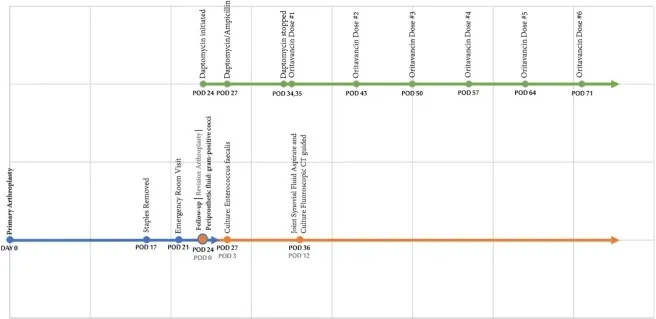 Daptomycin initiated
Daptomycin/Ampicillin
Daptomycin stopped
Oritavancin Dose #1
Oritavancin Dose #2
Oritavancin Dose #3
Oritavancin Dose #4
Oritavancin Dose #5
Oritavancin Dose #6
POD 24 POD 27 POD 34,35 POD 43 POD 50 POD 57 POD 64 POD 71
Primary Arthroplasty
Staples Removed
Emergency Room Visit
Follow-up | Revision Arthroplasty |
Periprosthetic fluid: gram-positive cocci
Culture: Enterococcus faecalis
Joint Synovial Fluid Aspirate and
Culture Fluoroscopic CT guided
DAY 0 POD 17 POD 21 POD 24 POD 27 POD 36
POD 0 POD 3 POD 12